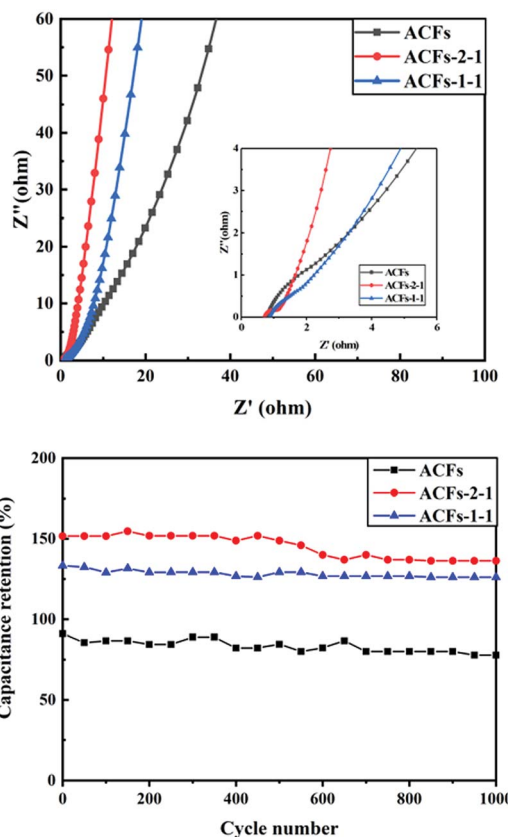 60
50
40
30
20
10
0
Z''(ohm)
ACFs
ACFs-2-1
ACFs-1-1
4
3
2
1
0
Z''(ohm)
ACFs
ACFs-2-1
ACFs-1-1
0 2 4 6
Z' (ohm)
0 20 40 60 80 100
Z' (ohm)
200
150
100
50
0
Capacitance retention (%)
ACFs
ACFs-2-1
ACFs-1-1
0 200 400 600 800 1000
Cycle number